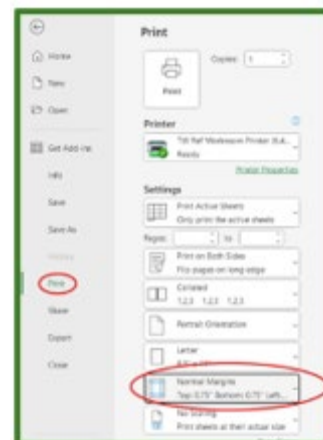 Print
Home
New
Open
Get Add-ins
Info
Save
Save As
History
Print
Share
Export
Close
Copies: 1
Print
Printer
Ready
Printer Properties
Settings
Print Active Sheets
Only print the active sheets
Pages: to
Print on Both Sides
Flip pages on long edge
Collated
1,2,3 1,2,3 1,2,3
Portrait Orientation
Letter
Normal Margins
Top: 0.75" Bottom: 0.75" Left:...
No Scaling
Print sheets at their actual size